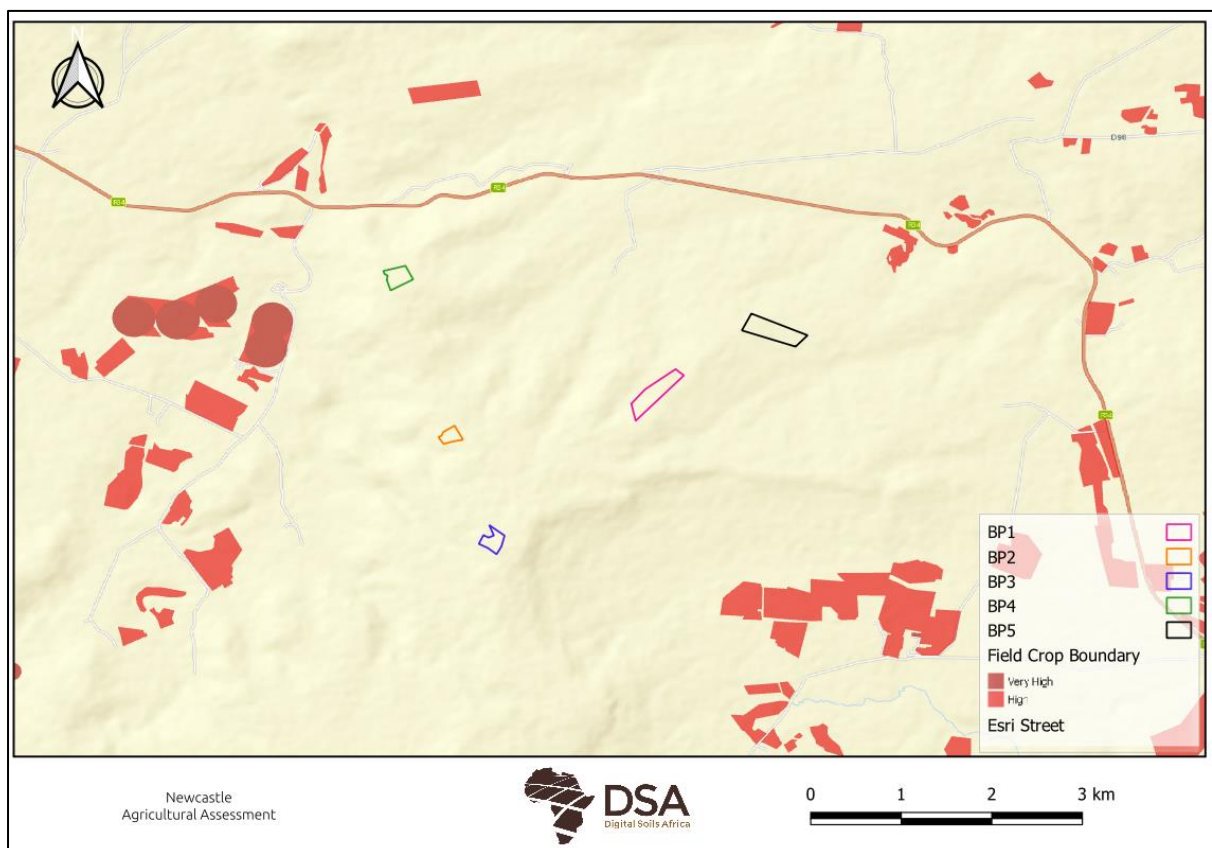 N
D96
R34
R34
R34
R34
BP1
BP2
BP3
BP4
BP5
Field Crop Boundary
Very High
High
Esri Street
Newcastle
Agricultural Assessment
DSA
Digital Soils Africa
0 1 2 3 km